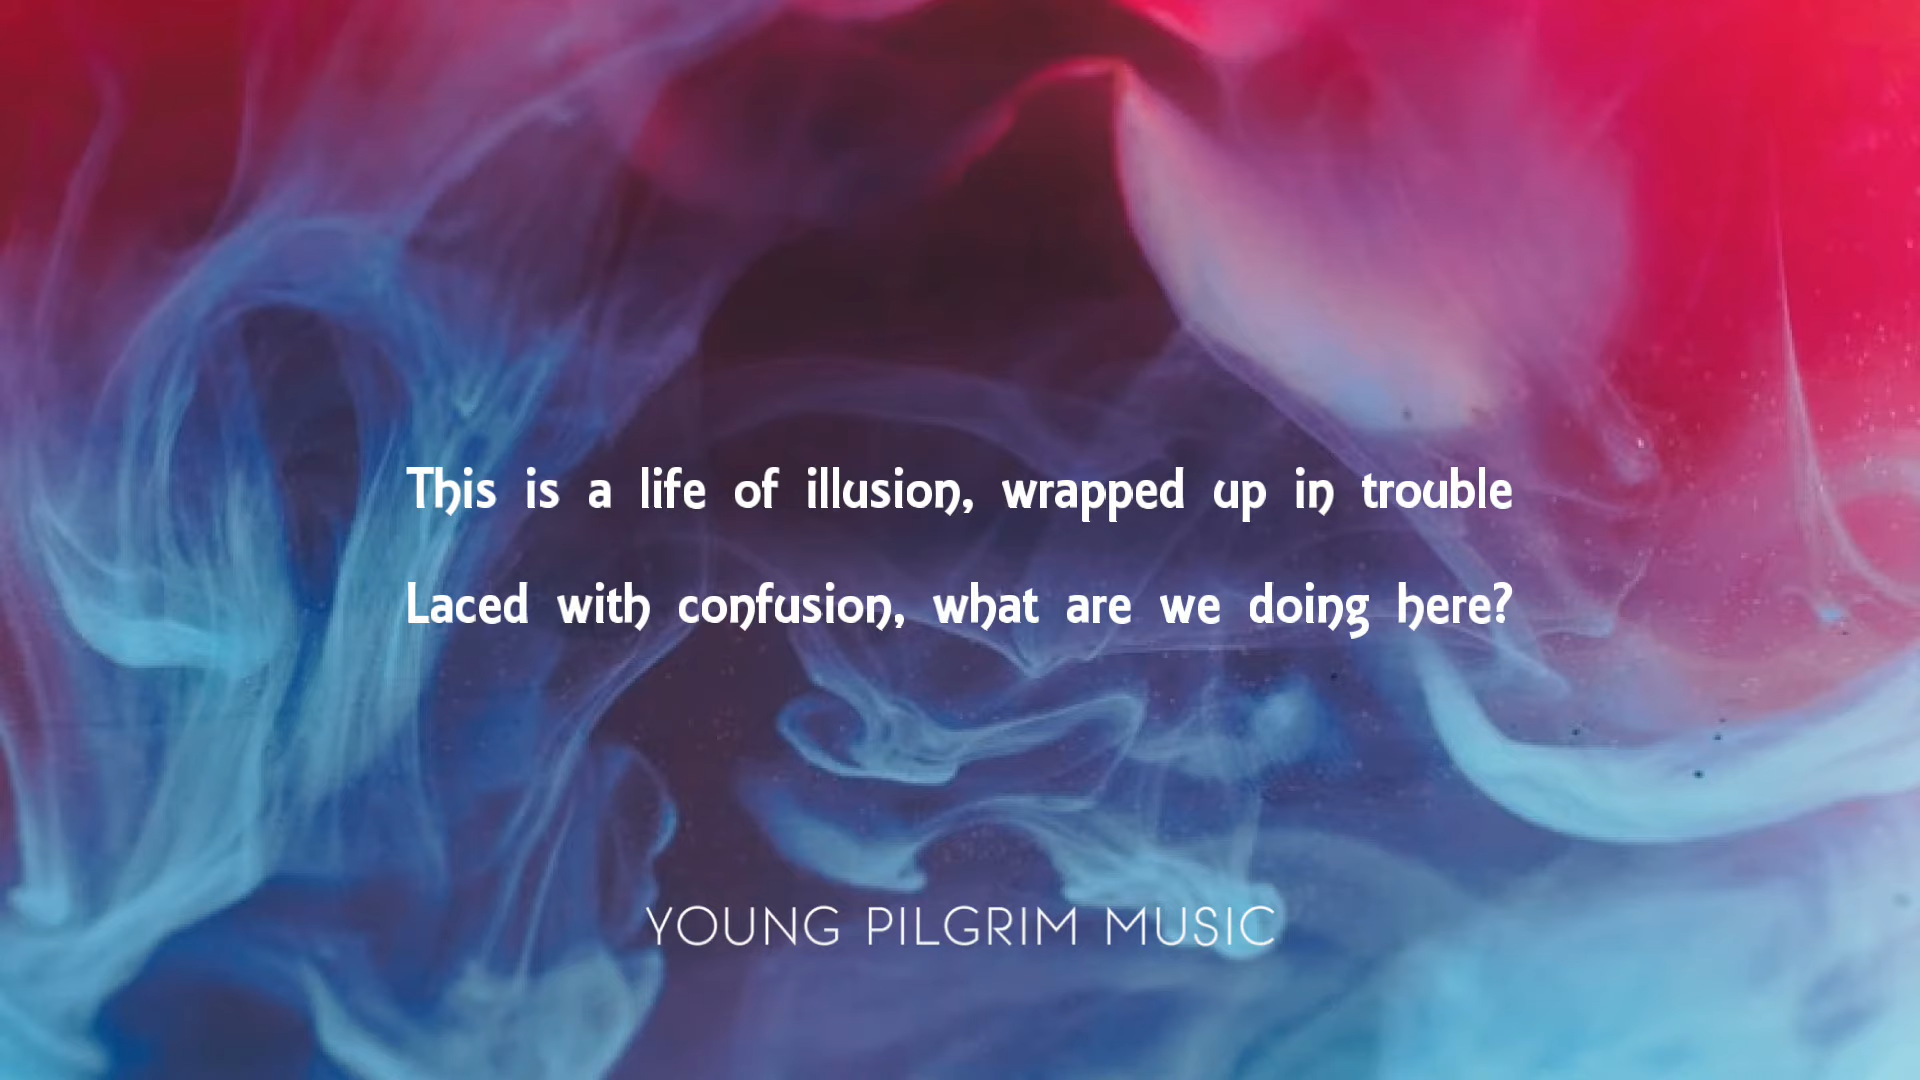 This is a life of illusion, wrapped up in trouble
Laced with confusion, what are we doing here?
YOUNG PILGRIM MUSIC